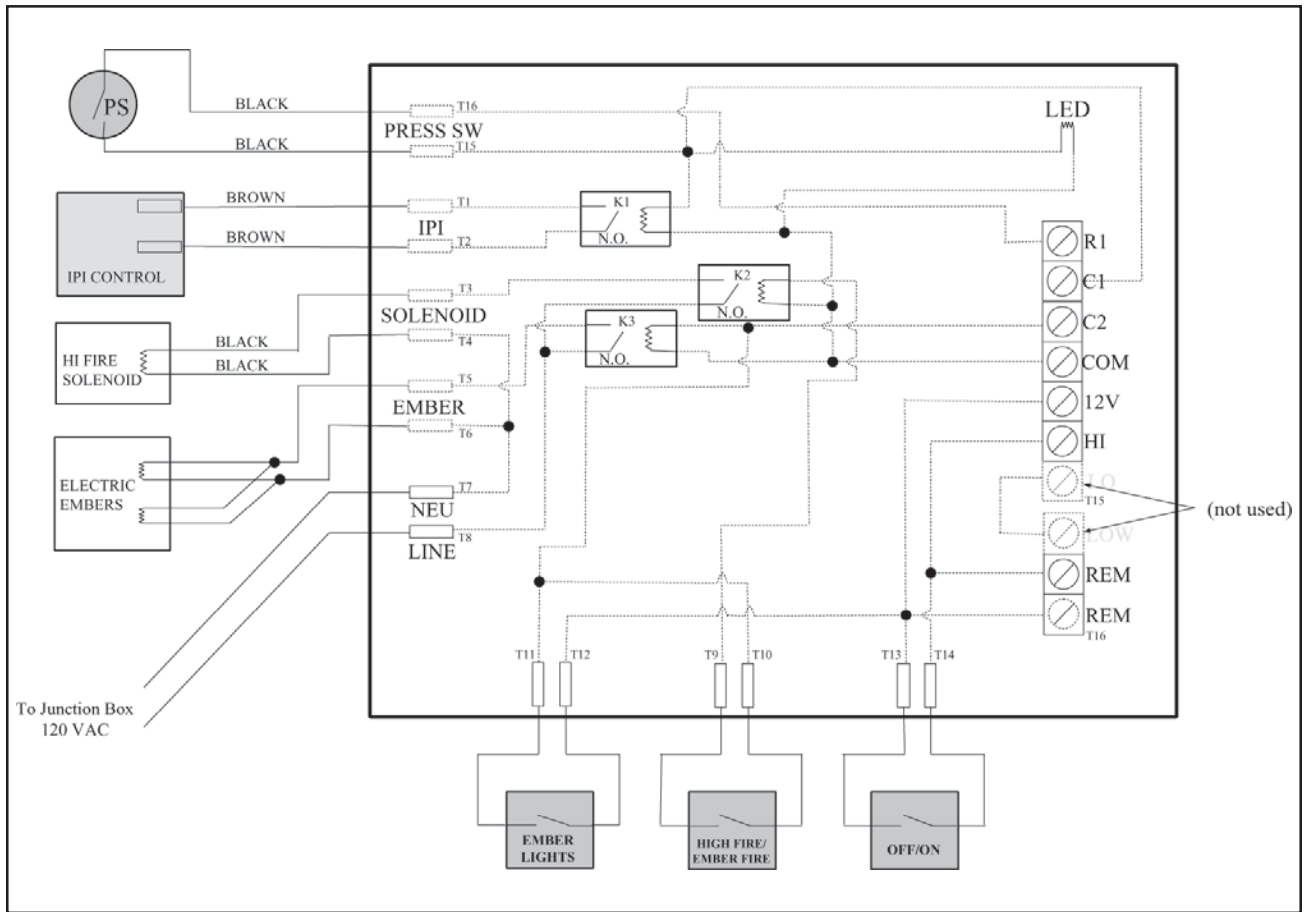 PS
BLACK
T16
PRESS SW
BLACK
T15
LED
BROWN
T1
K1
IPI
N.O.
BROWN
T2
IPI CONTROL
R1
C1
T3
K2
SOLENOID
N.O.
T4
K3
N.O.
HI FIRE
SOLENOID
BLACK
BLACK
C2
COM
T5
EMBER
T6
12V
HI
ELECTRIC
EMBERS
T7
NEU
T8
LINE
LO
T15
(not used)
LOW
REM
REM
T16
T11
T12
T9
T10
T13
T14
To Junction Box
120 VAC
EMBER
LIGHTS
HIGH FIRE/
EMBER FIRE
OFF/ON